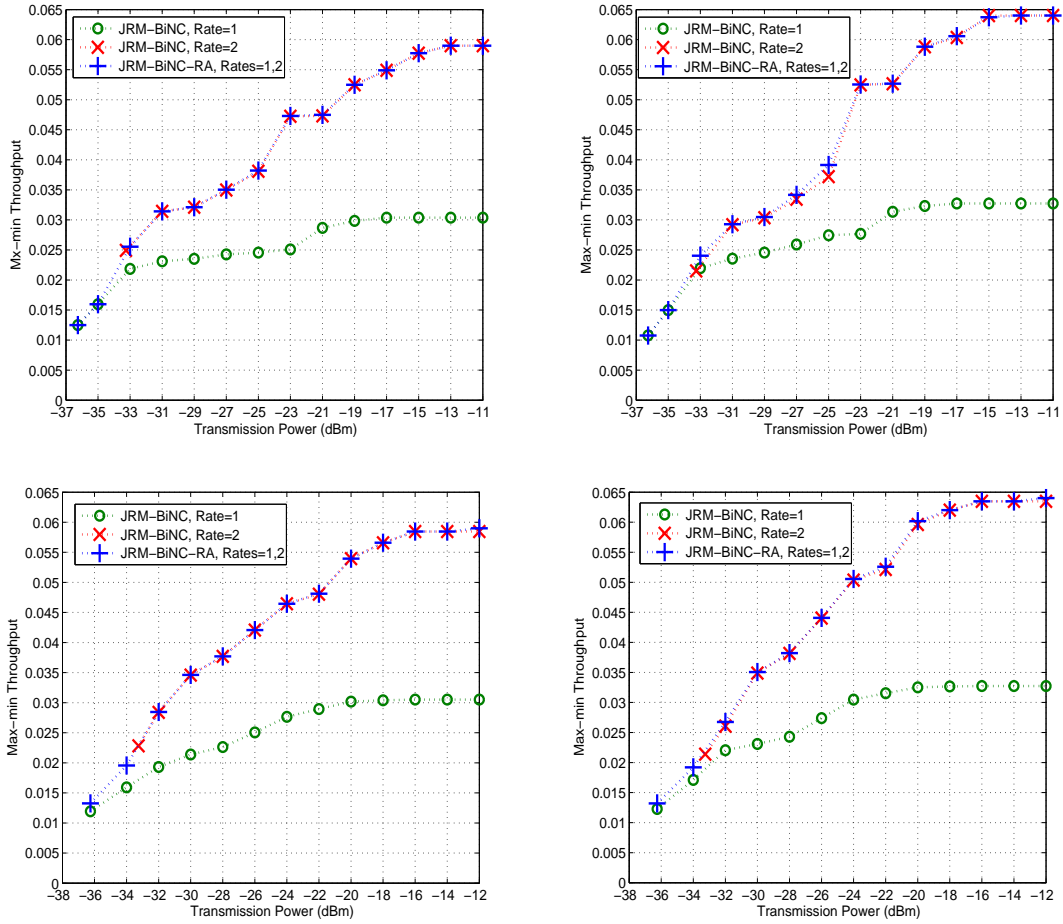 0.065
0.06
0.055
0.05
0.045
0.04
0.035
0.03
0.025
0.02
0.015
0.01
0.005
0
Mx−min Throughput
JRM−BiNC, Rate=1
JRM−BiNC, Rate=2
JRM−BiNC−RA, Rates=1,2
−37 −35 −33 −31 −29 −27 −25 −23 −21 −19 −17 −15 −13 −11
Transmission Power (dBm)
0.065
0.06
0.055
0.05
0.045
0.04
0.035
0.03
0.025
0.02
0.015
0.01
0.005
0
Max−min Throughput
JRM−BiNC, Rate=1
JRM−BiNC, Rate=2
JRM−BiNC−RA, Rates=1,2
−37 −35 −33 −31 −29 −27 −25 −23 −21 −19 −17 −15 −13 −11
Transmission Power (dBm)
0.065
0.06
0.055
0.05
0.045
0.04
0.035
0.03
0.025
0.02
0.015
0.01
0.005
0
Max−min Throughput
JRM−BiNC, Rate=1
JRM−BiNC, Rate=2
JRM−BiNC−RA, Rates=1,2
−38 −36 −34 −32 −30 −28 −26 −24 −22 −20 −18 −16 −14 −12
Transmission Power (dBm)
0.065
0.06
0.055
0.05
0.045
0.04
0.035
0.03
0.025
0.02
0.015
0.01
0.005
0
Max−min Throughput
JRM−BiNC, Rate=1
JRM−BiNC, Rate=2
JRM−BiNC−RA, Rates=1,2
−38 −36 −34 −32 −30 −28 −26 −24 −22 −20 −18 −16 −14 −12
Transmission Power (dBm)